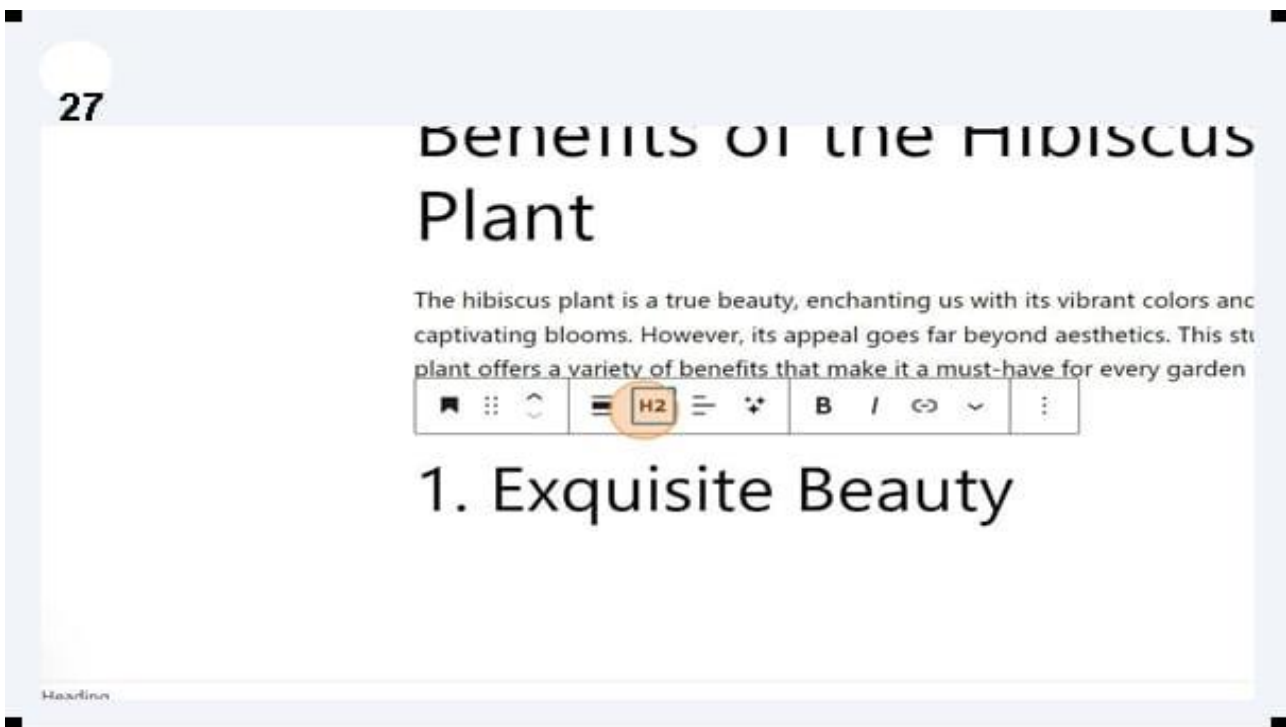 27
Benefits of the Hibiscus
Plant
The hibiscus plant is a true beauty, enchanting us with its vibrant colors and
captivating blooms. However, its appeal goes far beyond aesthetics. This
plant offers a variety of benefits that make it a must-have for every garden
H2 B I
1. Exquisite Beauty
Heading